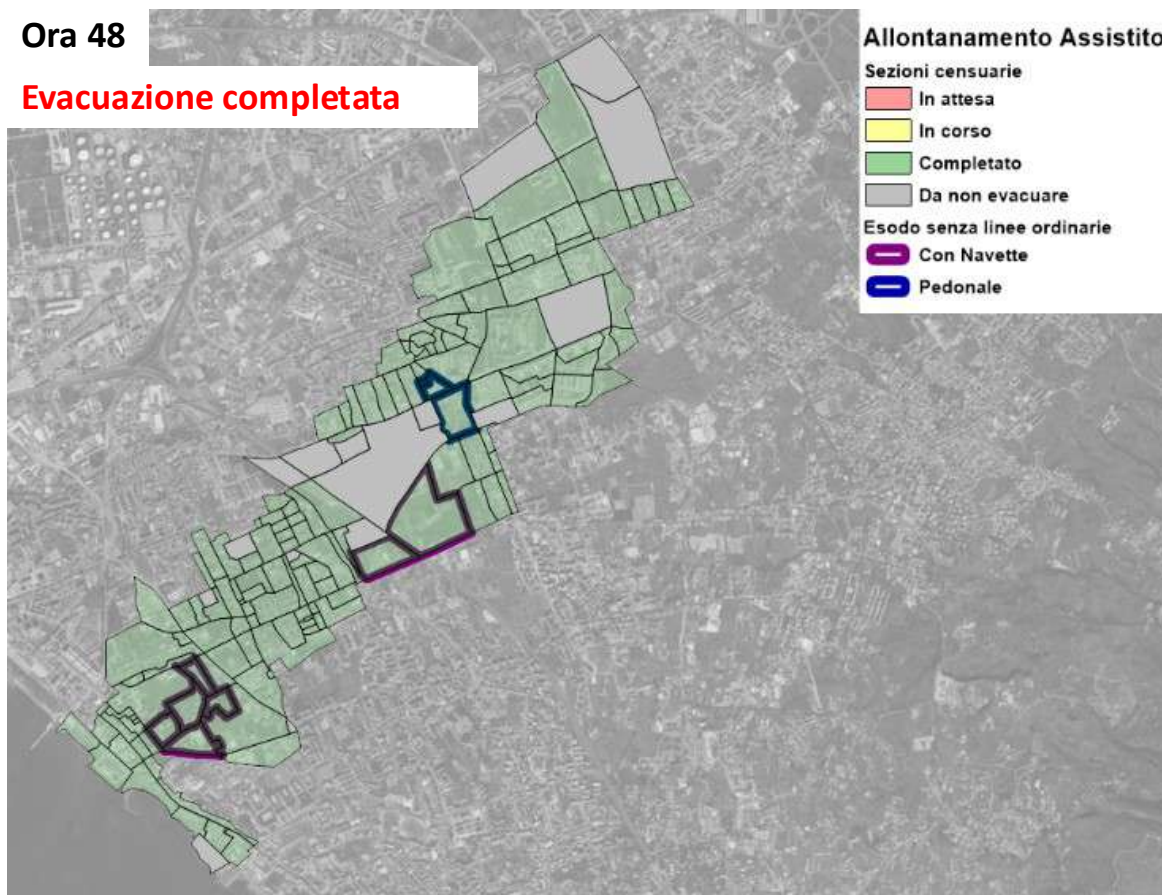 Ora 48
Evacuazione completata
Allontanamento Assistito
Sezioni censuarie
In attesa
In corso
Completato
Da non evacuare
Esodo senza linee ordinarie
Con Navette
Pedonale